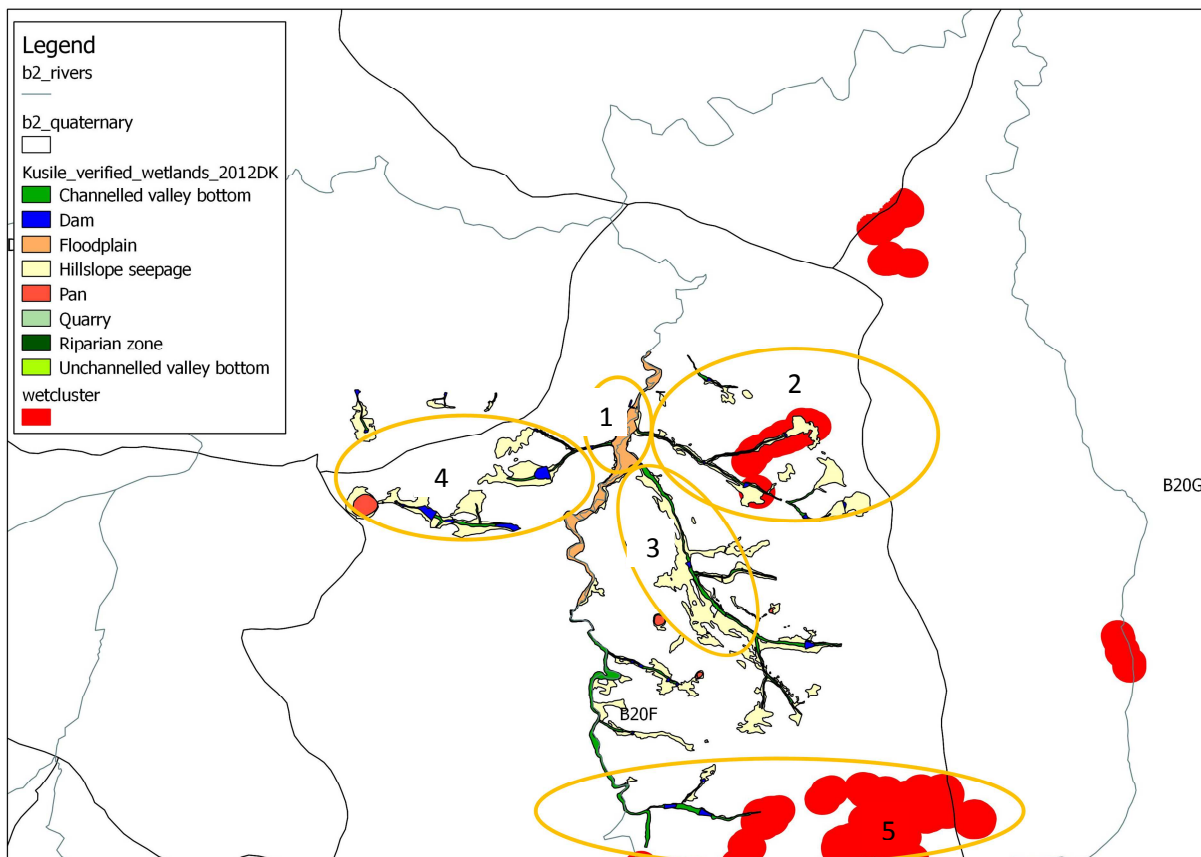 Legend
b2_rivers
b2_quaternary
Kusile_verified_wetlands_2012DK
Channelled valley bottom
Dam
Floodplain
Hillslope seepage
Pan
Quarry
Riparian zone
Unchannelled valley bottom
wetcluster
1
2
4
B20G
3
B20F
5